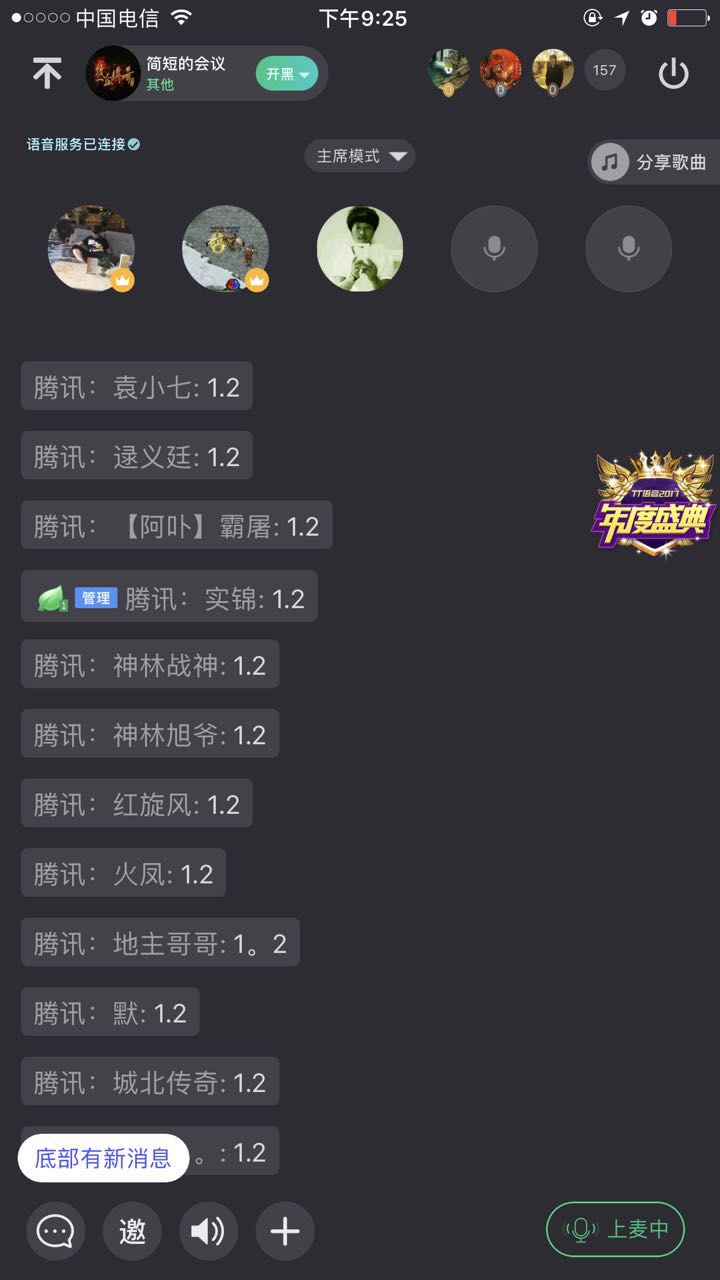 中国电信
下午9:25
简短的会议
其他
开黑
0
0
0
157
语音服务已连接
主席模式
分享歌曲
腾讯：袁小七: 1.2
腾讯：逯义廷: 1.2
TT语音2017
年度盛典
腾讯：【阿卟】霸屠: 1.2
1 管理 腾讯：实锦: 1.2
腾讯：神林战神: 1.2
腾讯：神林旭爷: 1.2
腾讯：红旋风: 1.2
腾讯：火凤: 1.2
腾讯：地主哥哥: 1。2
腾讯：默: 1.2
腾讯：城北传奇: 1.2
底部有新消息
。: 1.2
邀
上麦中